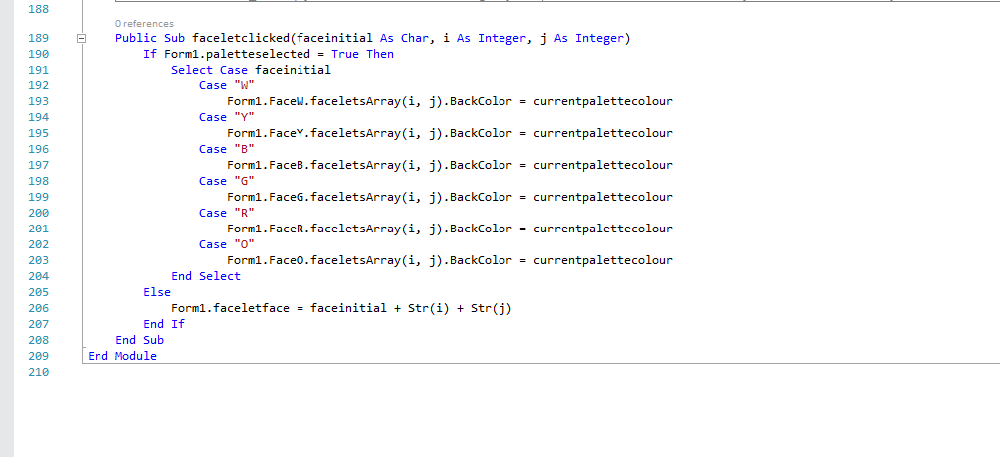 188
0 references
189 Public Sub faceletclicked(faceinitial As Char, i As Integer, j As Integer)
190 If Form1.paletteselected = True Then
191 Select Case faceinitial
192 Case "W"
193 Form1.FaceW.faceletsArray(i, j).BackColor = currentpalettecolour
194 Case "Y"
195 Form1.FaceY.faceletsArray(i, j).BackColor = currentpalettecolour
196 Case "B"
197 Form1.FaceB.faceletsArray(i, j).BackColor = currentpalettecolour
198 Case "G"
199 Form1.FaceG.faceletsArray(i, j).BackColor = currentpalettecolour
200 Case "R"
201 Form1.FaceR.faceletsArray(i, j).BackColor = currentpalettecolour
202 Case "O"
203 Form1.FaceO.faceletsArray(i, j).BackColor = currentpalettecolour
204 End Select
205 Else
206 Form1.faceletface = faceinitial + Str(i) + Str(j)
207 End If
208 End Sub
209 End Module
210